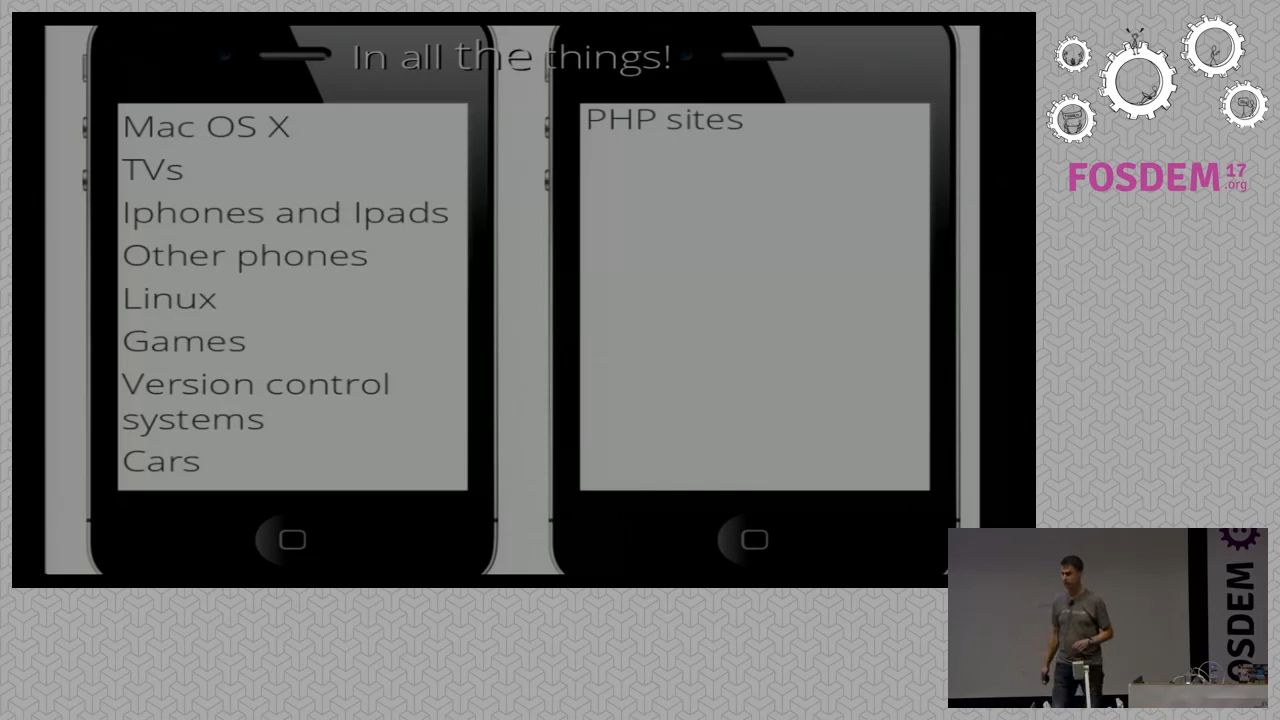 In all the things!
Mac OS X
TVs
Iphones and Ipads
Other phones
Linux
Games
Version control
systems
Cars
PHP sites
FOSDEM 17
.org
FOSDEM